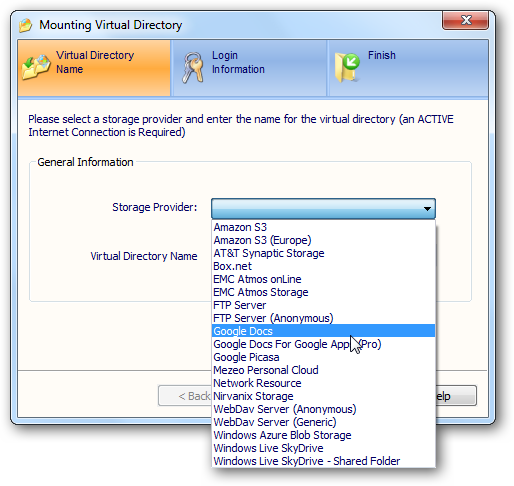 Mounting Virtual Directory
Virtual Directory
Name
Login
Information
Finish
Please select a storage provider and enter the name for the virtual directory (an ACTIVE
Internet Connection is Required)
General Information
Storage Provider:
Virtual Directory Name
Amazon S3
Amazon S3 (Europe)
AT&T Synaptic Storage
Box.net
EMC Atmos onLine
EMC Atmos Storage
FTP Server
FTP Server (Anonymous)
Google Docs
Google Docs For Google Apps (Pro)
Google Picasa
Mezeo Personal Cloud
Network Resource
Nirvanix Storage
WebDav Server (Anonymous)
WebDav Server (Generic)
Windows Azure Blob Storage
Windows Live SkyDrive
Windows Live SkyDrive - Shared Folder
< Back
elp